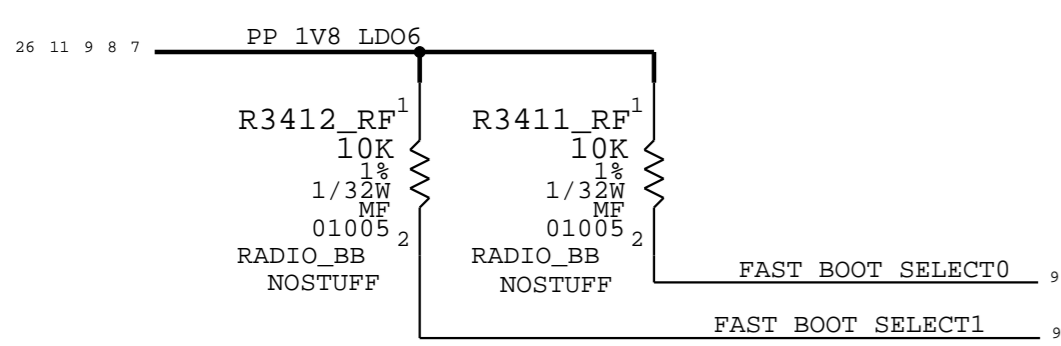 26 11 9 8 7 PP 1V8 LDO6
R3412_RF 1
10K
1%
1/32W
MF
01005 2
RADIO_BB
NOSTUFF
R3411_RF 1
10K
1%
1/32W
MF
01005 2
RADIO_BB
NOSTUFF
FAST BOOT SELECT0 9
FAST BOOT SELECT1 9